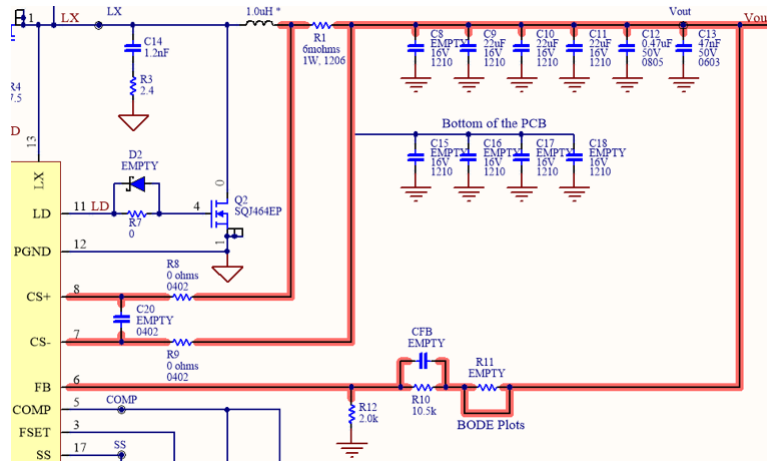 1
LX
LX
1.0uH *
Vout
Vou
R1
6mohms
1W, 1206
C14
1.2nF
R3
2.4
C8
EMPTY
16V
1210
C9
22uF
16V
1210
C10
22uF
16V
1210
C11
22uF
16V
1210
C12
0.47uF
50V
0805
C13
47nF
50V
0603
R4
7.5
D
13
Bottom of the PCB
C15
EMPTY
16V
1210
C16
EMPTY
16V
1210
C17
EMPTY
16V
1210
C18
EMPTY
16V
1210
D2
EMPTY
LX
LD
11
LD
R7
0
4
0
Q2
SQJ464EP
1
PGND
12
R8
0 ohms
0402
CS+
8
C20
EMPTY
0402
CS-
7
R9
0 ohms
0402
CFB
EMPTY
R11
EMPTY
FB
6
R10
10.5k
R12
2.0k
BODE Plots
COMP
5
COMP
FSET
3
SS
17
SS